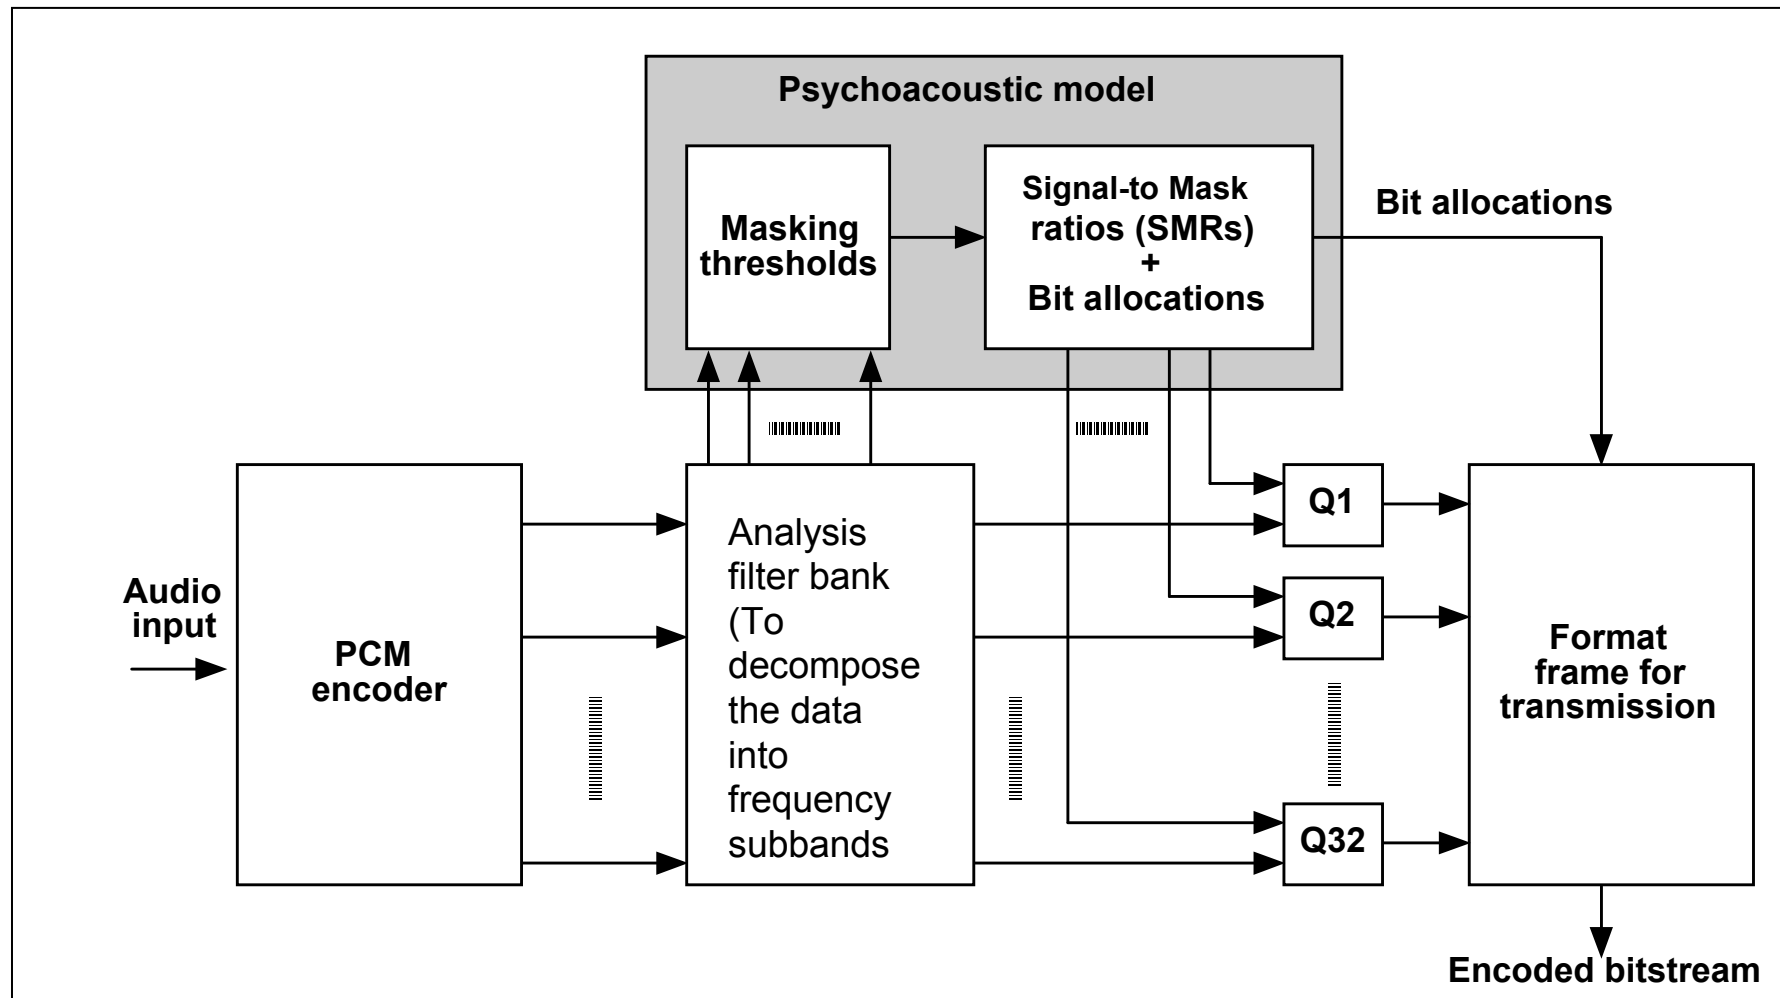 Psychoacoustic model
Masking
thresholds
Signal-to Mask
ratios (SMRs)
+
Bit allocations
Bit allocations
Audio
input
PCM
encoder
Analysis
filter bank
(To
decompose
the data
into
frequency
subbands
Q1
Q2
Q32
Format
frame for
transmission
Encoded bitstream